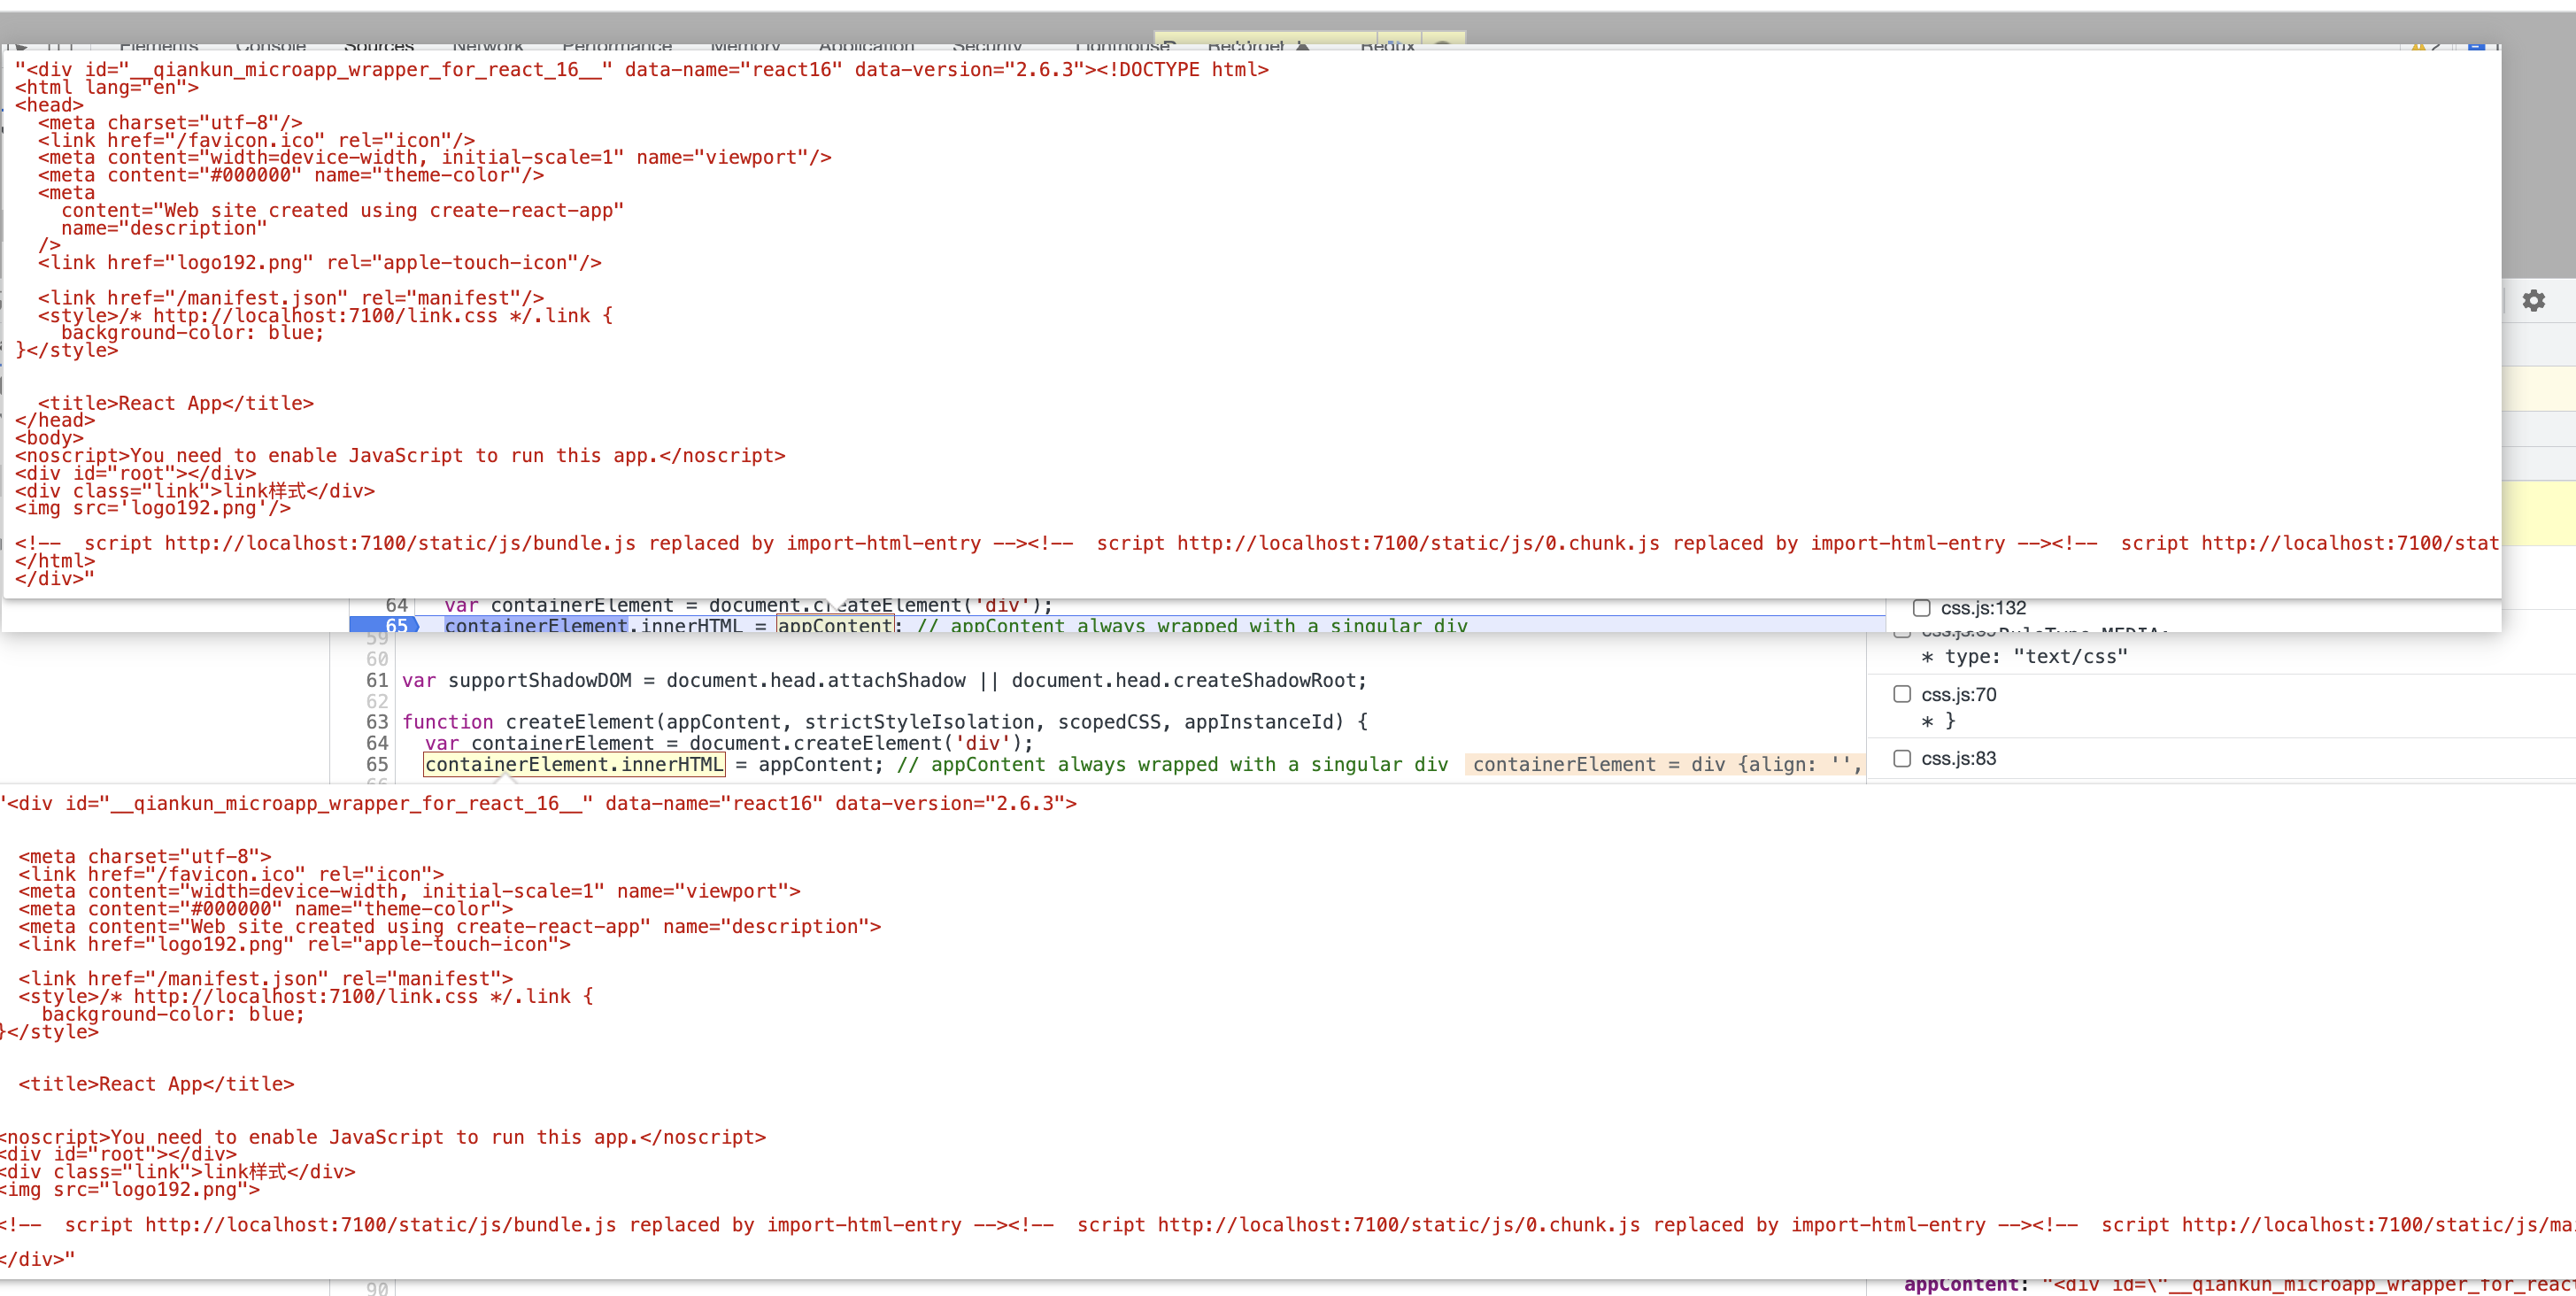 Elements Console Sources Network Performance Memory Application Security Lighthouse Recorder Redux
"<div id="__qiankun_microapp_wrapper_for_react_16__" data-name="react16" data-version="2.6.3"><!DOCTYPE html>
<html lang="en">
<head>
<meta charset="utf-8"/>
<link href="/favicon.ico" rel="icon"/>
<meta content="width=device-width, initial-scale=1" name="viewport"/>
<meta content="#000000" name="theme-color"/>
<meta
content="Web site created using create-react-app"
name="description"
/>
<link href="logo192.png" rel="apple-touch-icon"/>
<link href="/manifest.json" rel="manifest"/>
<style>/* http://localhost:7100/link.css */.link {
background-color: blue;
}</style>
<title>React App</title>
</head>
<body>
<noscript>You need to enable JavaScript to run this app.</noscript>
<div id="root"></div>
<div class="link">link样式</div>
<img src='logo192.png'/>
<!--  script http://localhost:7100/static/js/bundle.js replaced by import-html-entry --><!--  script http://localhost:7100/static/js/0.chunk.js replaced by import-html-entry --><!--  script http://localhost:7100/stat
</html>
</div>"
64 var containerElement = document.createElement('div');
css.js:132
65 containerElement.innerHTML = appContent; // appContent always wrapped with a singular div
59
60
* type: "text/css"
61 var supportShadowDOM = document.head.attachShadow || document.head.createShadowRoot;
62
css.js:70
63 function createElement(appContent, strictStyleIsolation, scopedCSS, appInstanceId) {
* }
64 var containerElement = document.createElement('div');
65 containerElement.innerHTML = appContent; // appContent always wrapped with a singular div containerElement = div {align: '',
css.js:83
'<div id="__qiankun_microapp_wrapper_for_react_16__" data-name="react16" data-version="2.6.3">
<meta charset="utf-8">
<link href="/favicon.ico" rel="icon">
<meta content="width=device-width, initial-scale=1" name="viewport">
<meta content="#000000" name="theme-color">
<meta content="Web site created using create-react-app" name="description">
<link href="logo192.png" rel="apple-touch-icon">
<link href="/manifest.json" rel="manifest">
<style>/* http://localhost:7100/link.css */.link {
background-color: blue;
}</style>
<title>React App</title>
<noscript>You need to enable JavaScript to run this app.</noscript>
<div id="root"></div>
<div class="link">link样式</div>
<img src="logo192.png">
<!--  script http://localhost:7100/static/js/bundle.js replaced by import-html-entry --><!--  script http://localhost:7100/static/js/0.chunk.js replaced by import-html-entry --><!--  script http://localhost:7100/static/js/ma
</div>"
90
appContent: "<div id=\"__qiankun_microapp_wrapper_for_react